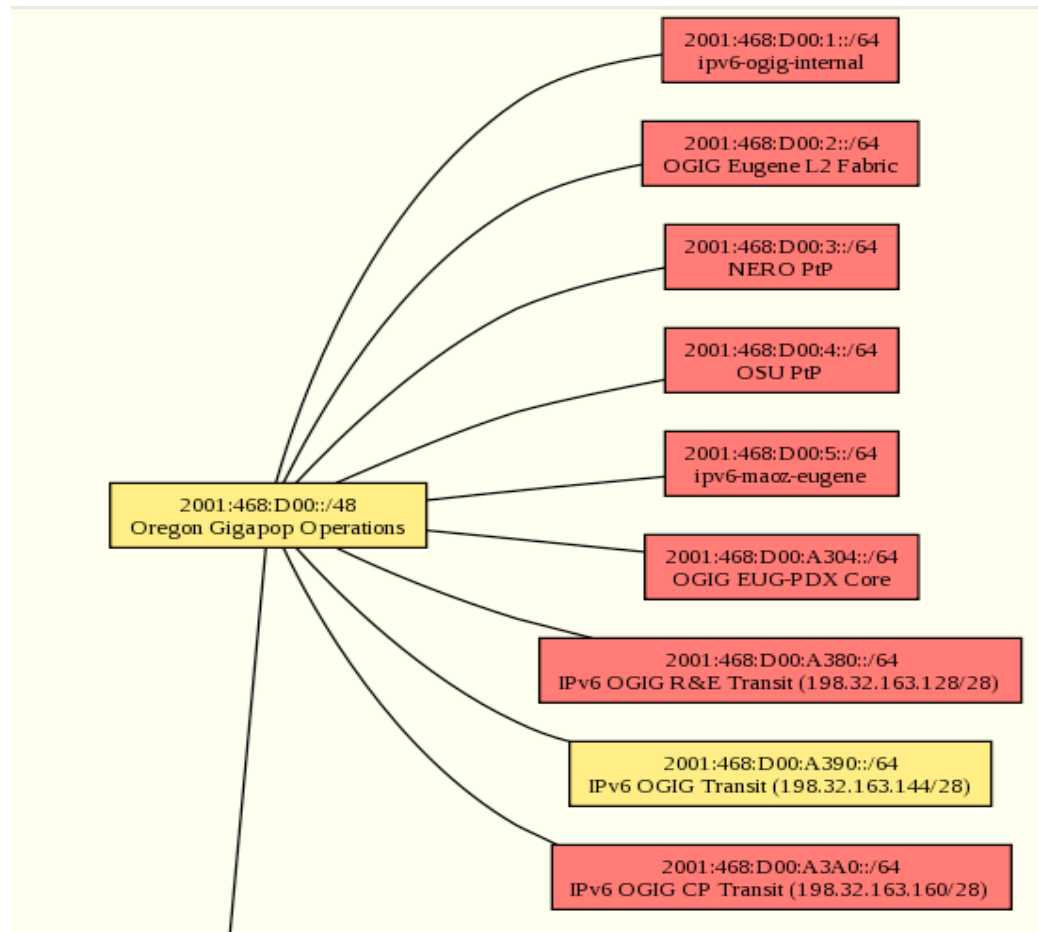 2001:468:D00:1::/64
ipv6-ogig-internal
2001:468:D00:2::/64
OGIG Eugene L2 Fabric
2001:468:D00:3::/64
NERO PtP
2001:468:D00:4::/64
OSU PtP
2001:468:D00:5::/64
ipv6-maoz-eugene
2001:468:D00::/48
Oregon Gigapop Operations
2001:468:D00:A304::/64
OGIG EUG-PDX Core
2001:468:D00:A380::/64
IPv6 OGIG R&E Transit (198.32.163.128/28)
2001:468:D00:A390::/64
IPv6 OGIG Transit (198.32.163.144/28)
2001:468:D00:A3A0::/64
IPv6 OGIG CP Transit (198.32.163.160/28)